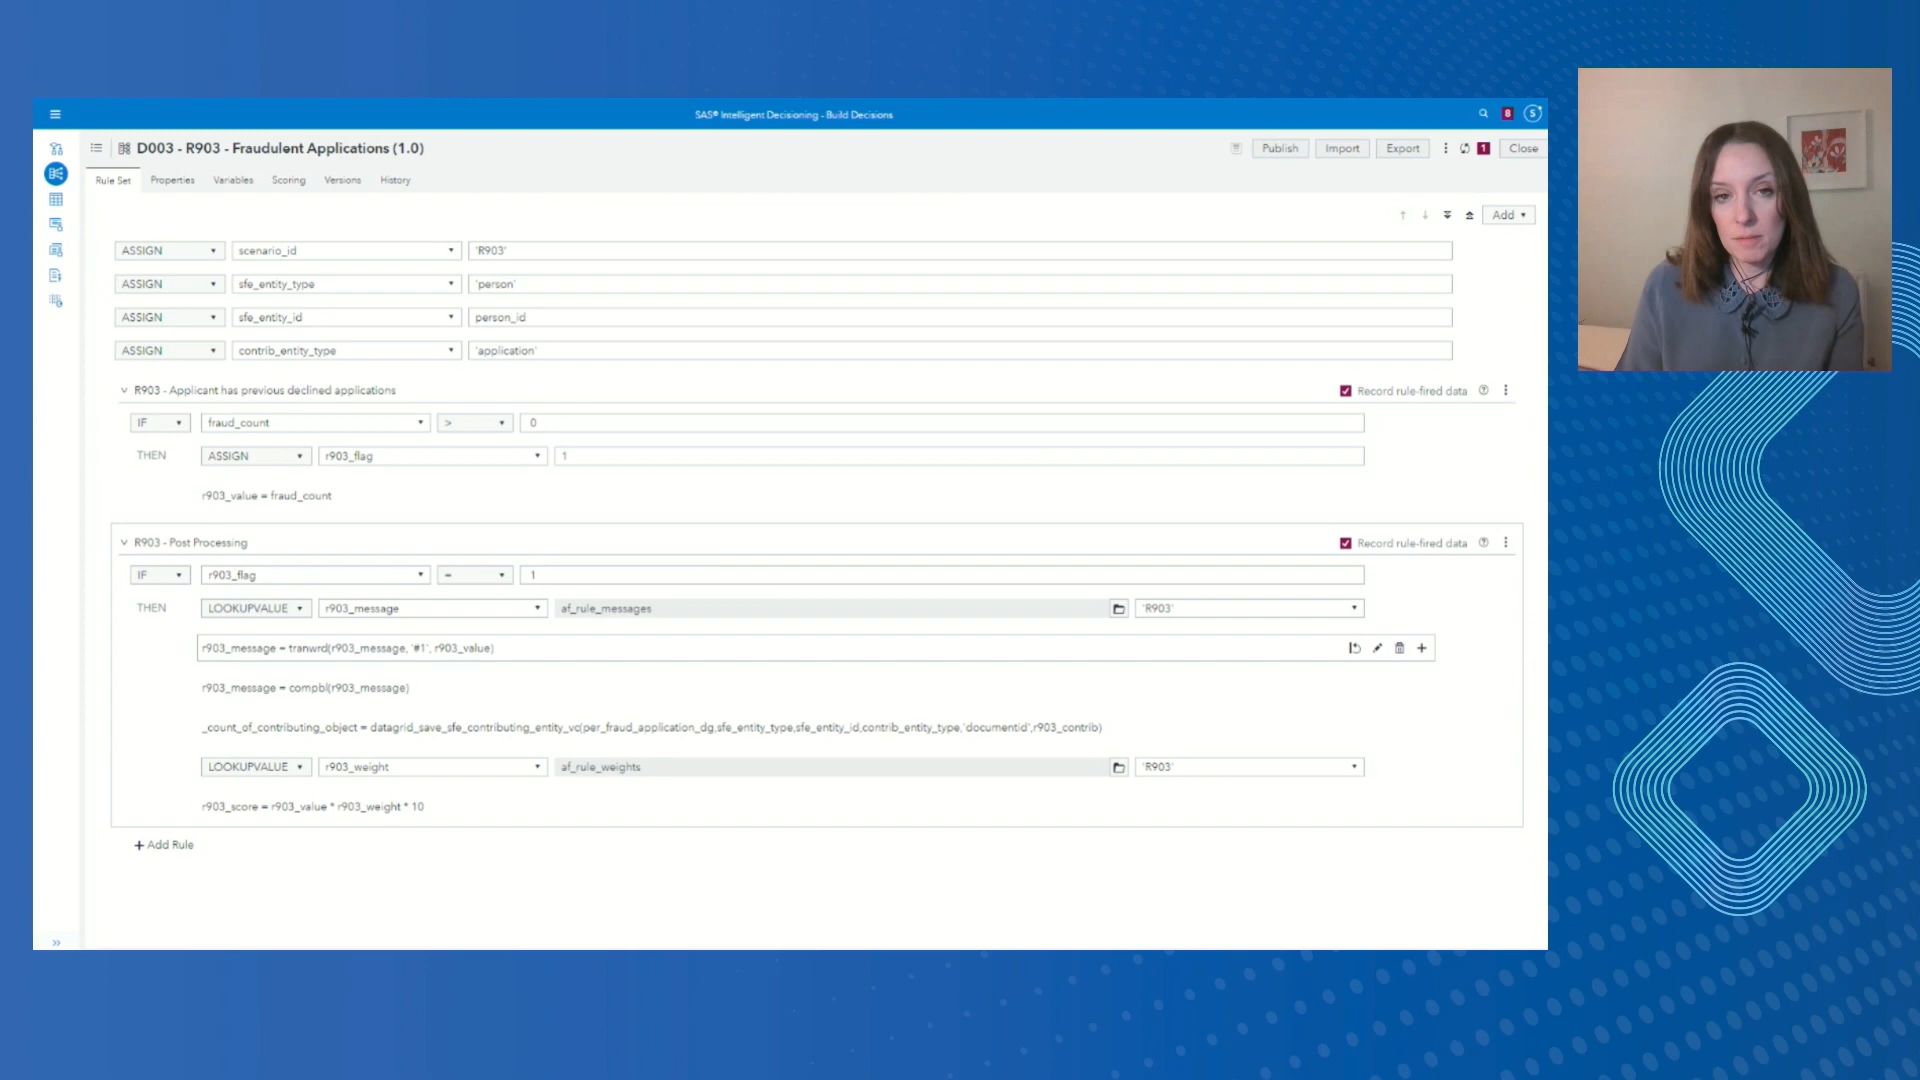 SAS® Intelligent Decisioning - Build Decisions
8
S
D003 - R903 - Fraudulent Applications (1.0)
Publish
Import
Export
1
Close
Rule Set
Properties
Variables
Scoring
Versions
History
Add
ASSIGN scenario_id 'R903'
ASSIGN sfe_entity_type 'person'
ASSIGN sfe_entity_id person_id
ASSIGN contrib_entity_type 'application'
R903 - Applicant has previous declined applications
Record rule-fired data
IF fraud_count > 0
THEN ASSIGN r903_flag 1
r903_value = fraud_count
R903 - Post Processing
Record rule-fired data
IF r903_flag = 1
THEN LOOKUPVALUE r903_message af_rule_messages 'R903'
r903_message = tranwrd(r903_message, '#1', r903_value)
r903_message = compbl(r903_message)
_count_of_contributing_object = datagrid_save_sfe_contributing_entity_vc(per_fraud_application_dg,sfe_entity_type,sfe_entity_id,contrib_entity_type,'documentid',r903_contrib)
LOOKUPVALUE r903_weight af_rule_weights 'R903'
r903_score = r903_value * r903_weight * 10
+ Add Rule